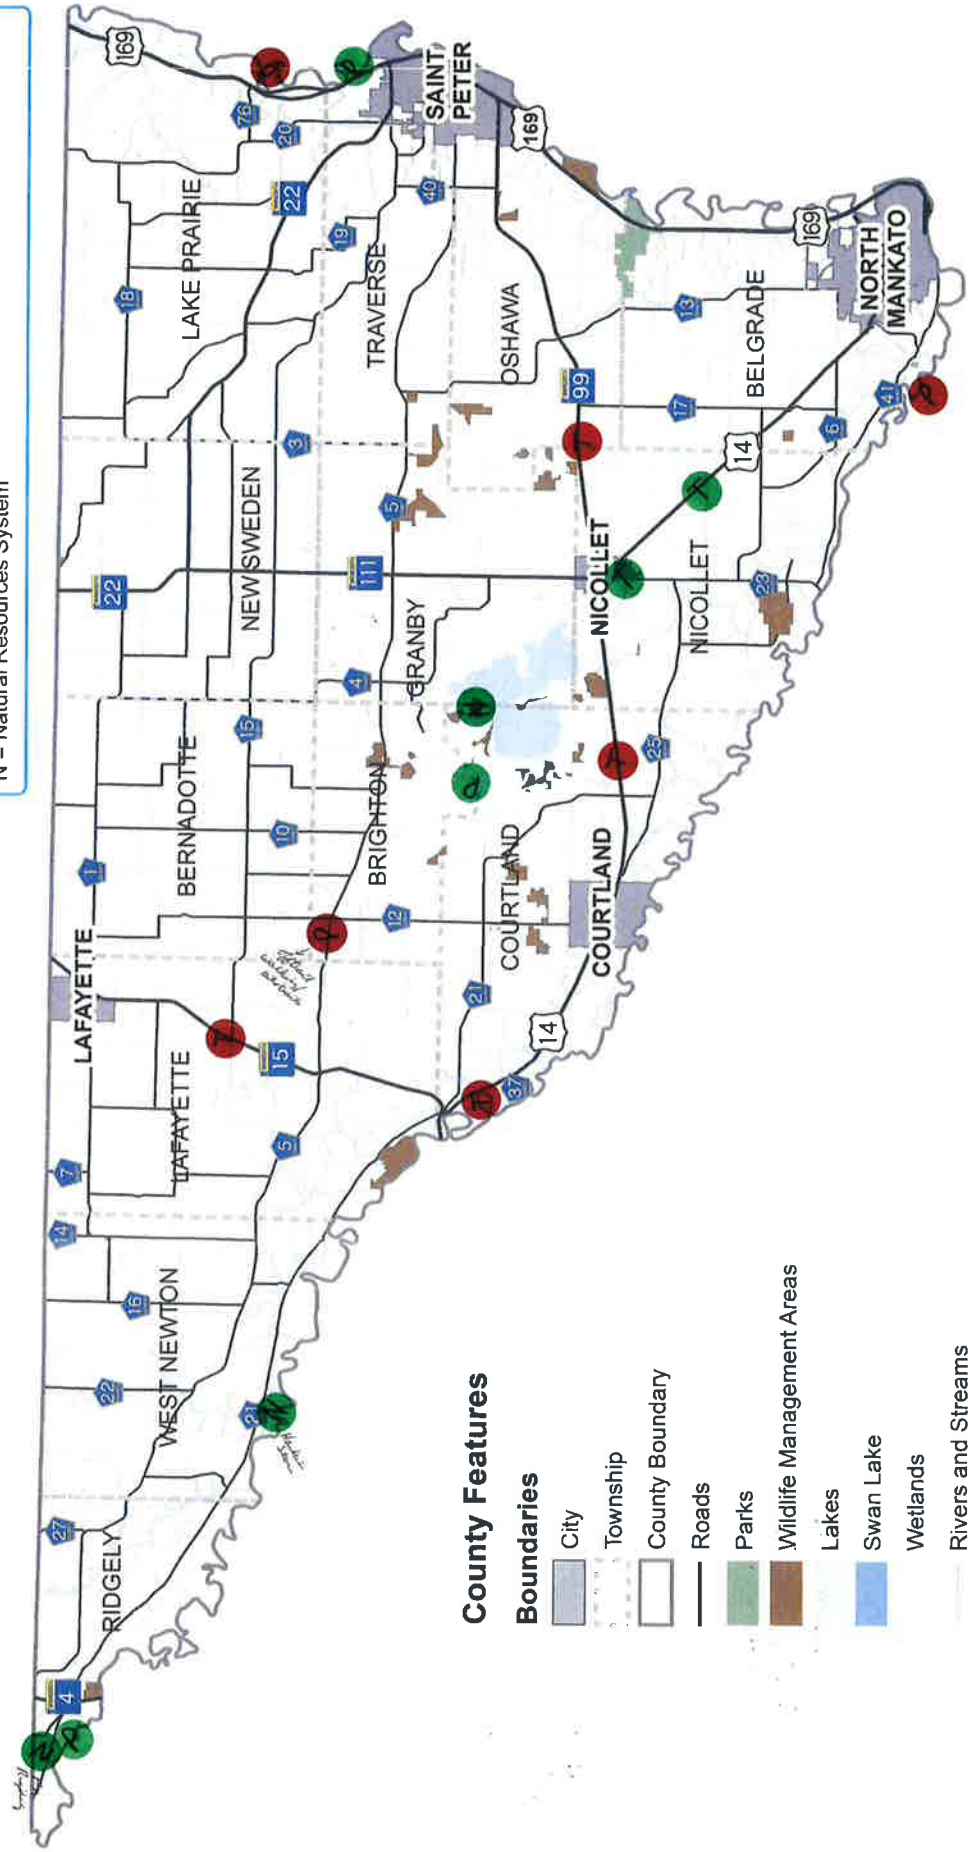 N = Natural Resources System
169
76
20
22
18
LAKE PRAIRIE
19
TRAVERSE
40
SAINT
PETER
169
OSHAWA
3
NEW SWEDEN
5
99
13
17
BELGRADE
169
NORTH
MANKATO
41
6
14
22
111
GRANBY
4
NICOLLET
NICOLLET
23
25
15
BERNADOTTE
10
1
BRIGHTON
12
COURTLAND
COURTLAND
21
14
37
LAFAYETTE
15
LAFAYETTE
5
7
14
16
22
WEST NEWTON
21
27
RIDGELY
4
P
T
T
T
N
P
P
County Features
Boundaries
City
Township
County Boundary
Roads
Parks
Wildlife Management Areas
Lakes
Swan Lake
Wetlands
Rivers and Streams